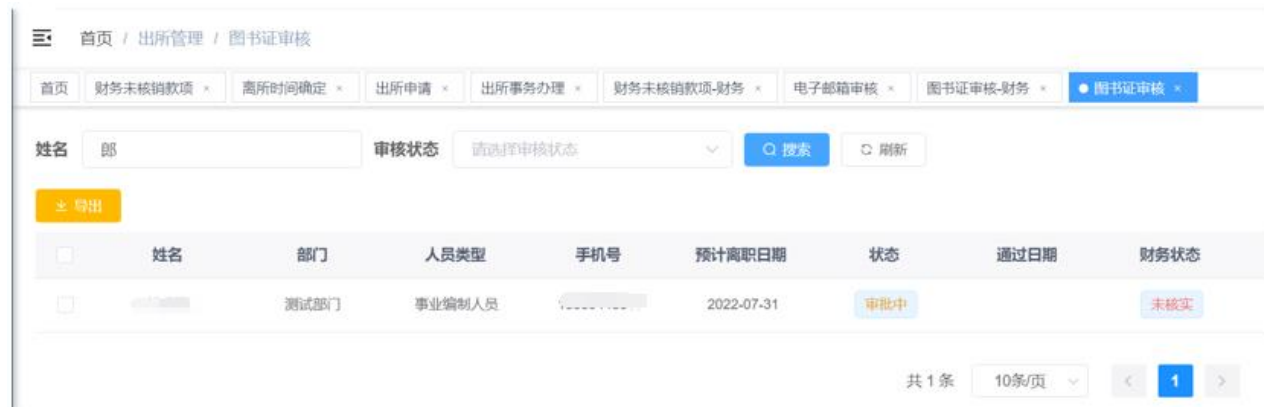 首页 / 出所管理 / 图书证审核
首页 财务未核销款项 × 离所时间确定 × 出所申请 × 出所事务办理 × 财务未核销款项-财务 × 电子邮箱审核 × 图书证审核-财务 × 图书证审核 ×
姓名 郎 审核状态 请选择审核状态 搜索 刷新
导出
姓名 部门 人员类型 手机号 预计离职日期 状态 通过日期 财务状态
测试部门 事业编制人员 2022-07-31 审批中 未核实
共 1 条 10条/页 < 1 >